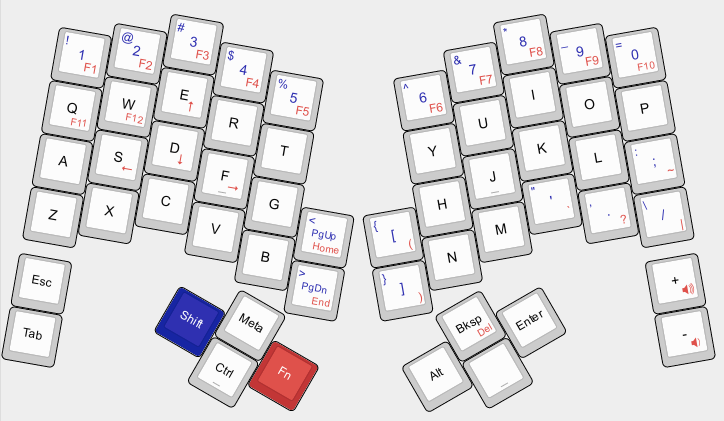 ! 1 F1
@ 2 F2
# 3 F3
$ 4 F4
% 5 F5
^ 6 F6
& 7 F7
* 8 F8
_ 9 F9
= 0 F10
Q F11
W F12
E ↑
R
T
Y
U
I
O
P
A
S ←
D ↓
F _ →
G
H
J _
K
L
: ; ~
Z
X
C
V
B
N
M
" ' `
' . ?
\ / |
< PgUp Home
> PgDn End
{ [ (
} ] )
Esc
Tab
Shift
Meta
Ctrl _
Fn
Bksp Del
Enter
Alt
_
+
-